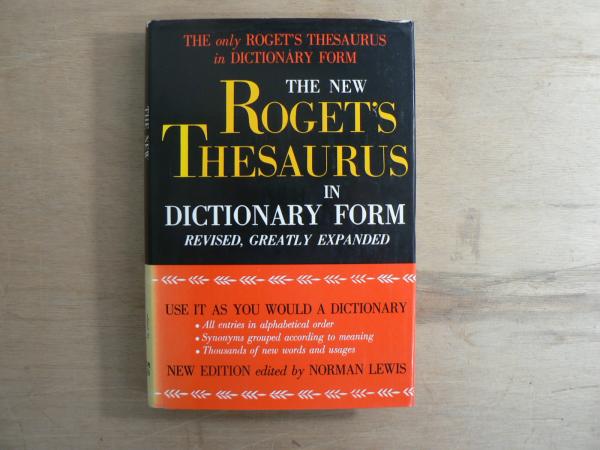 THE only ROGET'S THESAURUS
in DICTIONARY FORM
THE NEW
ROGET'S
THESAURUS
IN
DICTIONARY FORM
REVISED, GREATLY EXPANDED
USE IT AS YOU WOULD A DICTIONARY
• All entries in alphabetical order
• Synonyms grouped according to meaning
• Thousands of new words and usages
NEW EDITION edited by NORMAN LEWIS
THE NEW